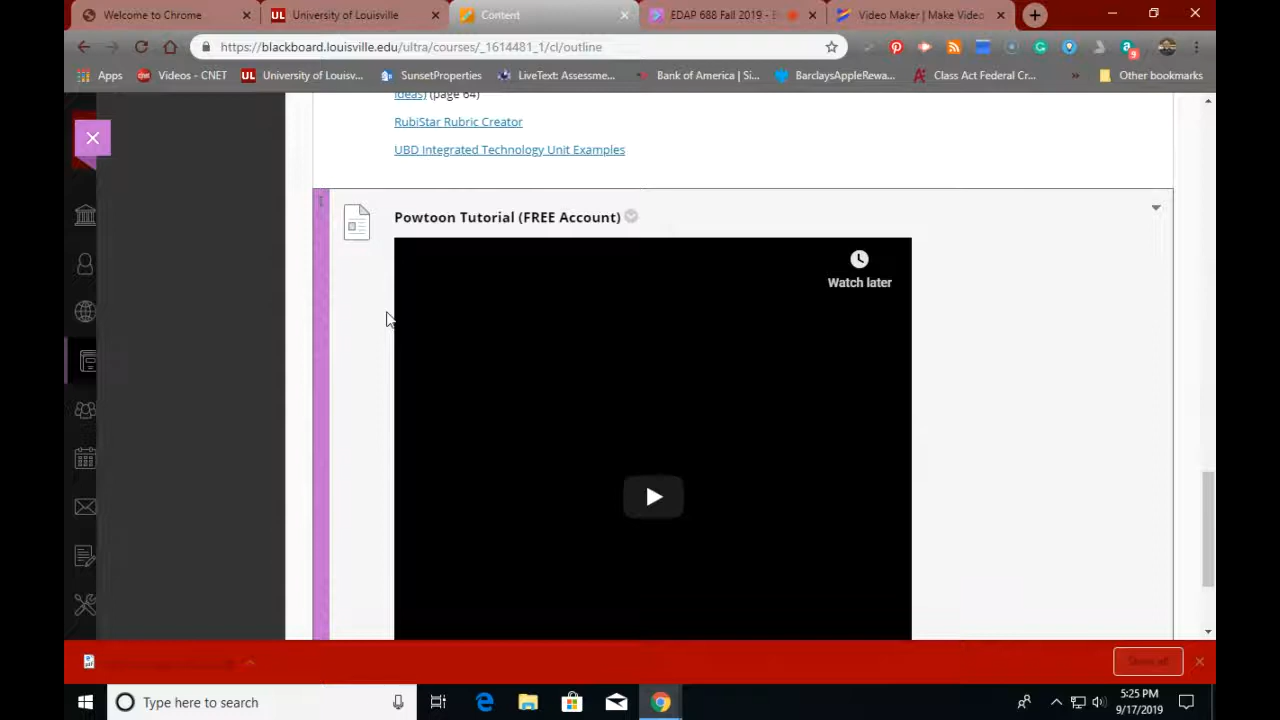 Welcome to Chrome
University of Louisville
Content
EDAP 688 Fall 2019 -
Video Maker | Make Video
https://blackboard.louisville.edu/ultra/courses/_1614481_1/cl/outline
Apps
Videos - CNET
University of Louisv...
SunsetProperties
LiveText: Assessme...
Bank of America | Si...
BarclaysAppleRewa...
Class Act Federal Cr...
»
Other bookmarks
Ideas) (page 64)
RubiStar Rubric Creator
UBD Integrated Technology Unit Examples
Powtoon Tutorial (FREE Account)
Watch later
Show all
Type here to search
5:25 PM
9/17/2019